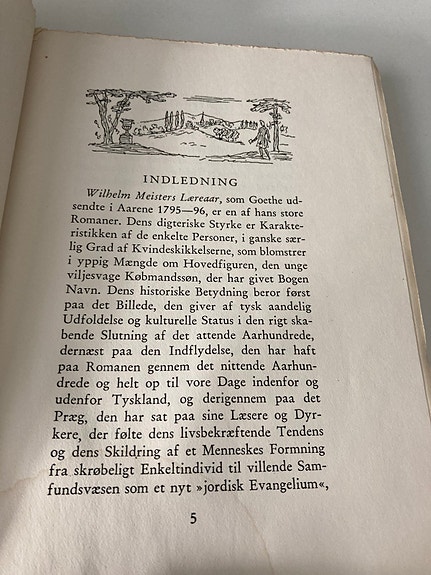 INDLEDNING
Wilhelm Meisters Læreaar, som Goethe ud-
sendte i Aarene 1795—96, er en af hans store
Romaner. Dens digteriske Styrke er Karakte-
ristikken af de enkelte Personer, i ganske sær-
lig Grad af Kvindeskikkelserne, som blomstrer
i yppig Mængde om Hovedfiguren, den unge
viljesvage Købmandssøn, der har givet Bogen
Navn. Dens historiske Betydning beror først
paa det Billede, den giver af tysk aandelig
Udfoldelse og kulturelle Status i den rigt ska-
bende Slutning af det attende Aarhundrede,
dernæst paa den Indflydelse, den har haft
paa Romanen gennem det nittende Aarhun-
drede og helt op til vore Dage indenfor og
udenfor Tyskland, og derigennem paa det
Præg, den har sat paa sine Læsere og Dyr-
kere, der følte dens livsbekræftende Tendens
og dens Skildring af et Menneskes Formning
fra skrøbeligt Enkeltindivid til villende Sam-
fundsvæsen som et nyt »jordisk Evangelium«,
5